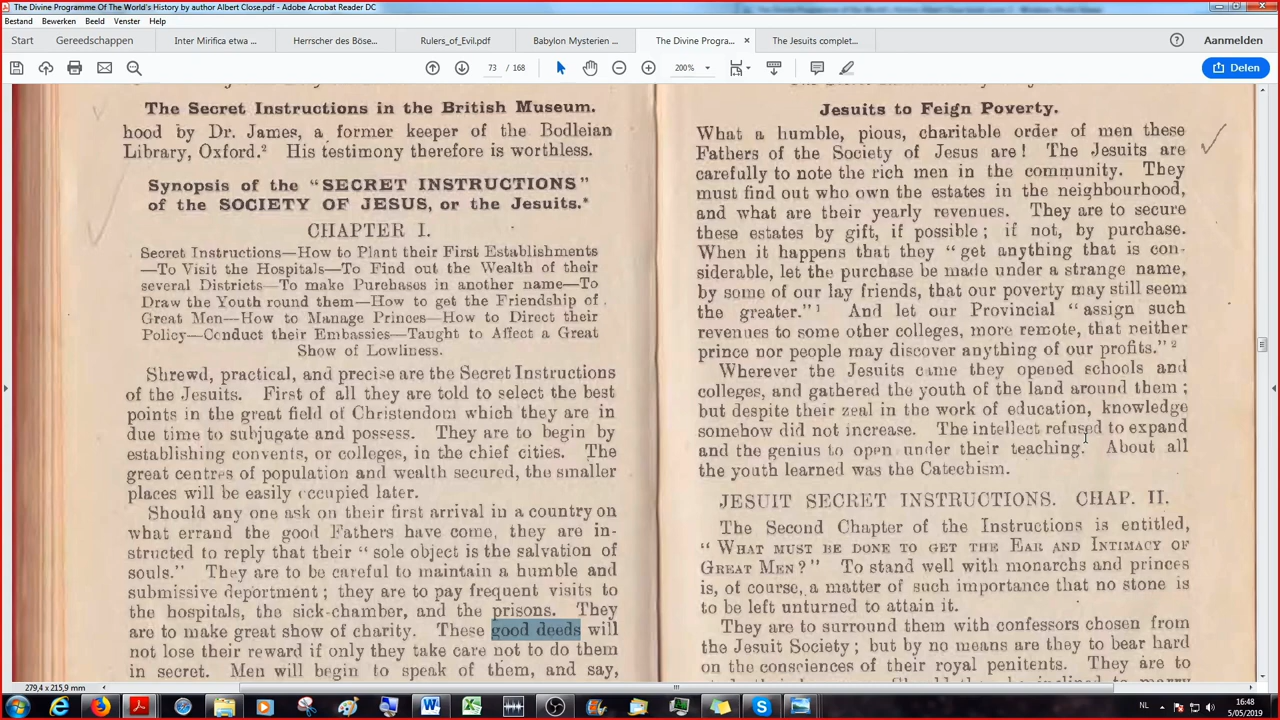 The Divine Programme Of The World's History by author Albert Close.pdf - Adobe Acrobat Reader DC
Bestand Bewerken Beeld Venster Help
Start Gereedschappen Inter Mirifica etwa ... Herrscher des Böse... Rulers_of_Evil.pdf Babylon Mysterien ... The Divine Progra... × The Jesuits complet... Aanmelden
73 / 168 200% Delen
The Secret Instructions in the British Museum.
hood by Dr. James, a former keeper of the Bodleian
Library, Oxford.² His testimony therefore is worthless.
Synopsis of the "SECRET INSTRUCTIONS"
of the SOCIETY OF JESUS, or the Jesuits.*
CHAPTER I.
Secret Instructions—How to Plant their First Establishments
—To Visit the Hospitals—To Find out the Wealth of their
several Districts—To make Purchases in another name—To
Draw the Youth round them—How to get the Friendship of
Great Men—How to Manage Princes—How to Direct their
Policy—Conduct their Embassies—Taught to Affect a Great
Show of Lowliness.
Shrewd, practical, and precise are the Secret Instructions
of the Jesuits. First of all they are told to select the best
points in the great field of Christendom which they are in
due time to subjugate and possess. They are to begin by
establishing convents, or colleges, in the chief cities. The
great centres of population and wealth secured, the smaller
places will be easily occupied later.
Should any one ask on their first arrival in a country on
what errand the good Fathers have come, they are in-
structed to reply that their " sole object is the salvation of
souls." They are to be careful to maintain a humble and
submissive deportment ; they are to pay frequent visits to
the hospitals, the sick-chamber, and the prisons. They
are to make great show of charity. These good deeds will
not lose their reward if only they take care not to do them
in secret. Men will begin to speak of them, and say,
Jesuits to Feign Poverty.
What a humble, pious, charitable order of men these
Fathers of the Society of Jesus are! The Jesuits are
carefully to note the rich men in the community. They
must find out who own the estates in the neighbourhood,
and what are their yearly revenues. They are to secure
these estates by gift, if possible ; if not, by purchase.
When it happens that they " get anything that is con-
siderable, let the purchase be made under a strange name,
by some of our lay friends, that our poverty may still seem
the greater." ¹ And let our Provincial " assign such
revenues to some other colleges, more remote, that neither
prince nor people may discover anything of our profits." ²
Wherever the Jesuits came they opened schools and
colleges, and gathered the youth of the land around them ;
but despite their zeal in the work of education, knowledge
somehow did not increase. The intellect refused to expand
and the genius to open under their teaching. About all
the youth learned was the Catechism.
JESUIT SECRET INSTRUCTIONS. CHAP. II.
The Second Chapter of the Instructions is entitled,
" WHAT MUST BE DONE TO GET THE EAR AND INTIMACY OF
GREAT MEN ? " To stand well with monarchs and princes
is, of course, a matter of such importance that no stone is
to be left unturned to attain it.
They are to surround them with confessors chosen from
the Jesuit Society ; but by no means are they to bear hard
on the consciences of their royal penitents. They are to
279,4 x 215,9 mm
NL 16:48
5/05/2019